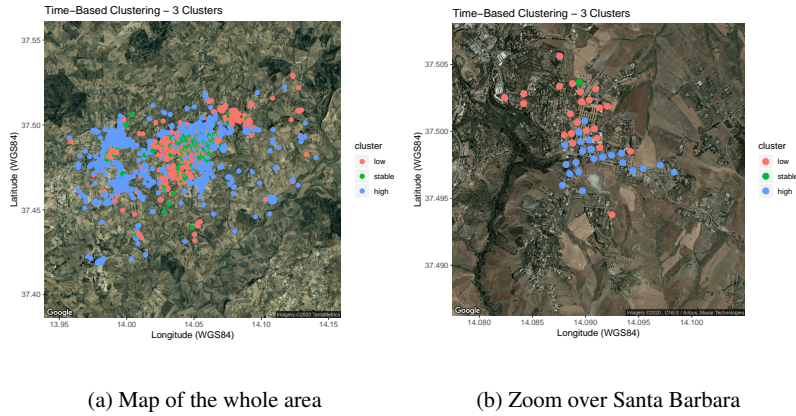 Time−Based Clustering − 3 Clusters
37.55
37.50
37.45
37.40
Latitude (WGS84)
13.95
14.00
14.05
14.10
14.15
Longitude (WGS84)
Google
Imagery ©2020 TerraMetrics
cluster
low
stable
high
(a) Map of the whole area
Time−Based Clustering − 3 Clusters
37.505
37.500
37.495
37.490
Latitude (WGS84)
14.080
14.085
14.090
14.095
14.100
Longitude (WGS84)
Google
Imagery ©2020 , CNES / Airbus, Maxar Technologies
cluster
low
stable
high
(b) Zoom over Santa Barbara